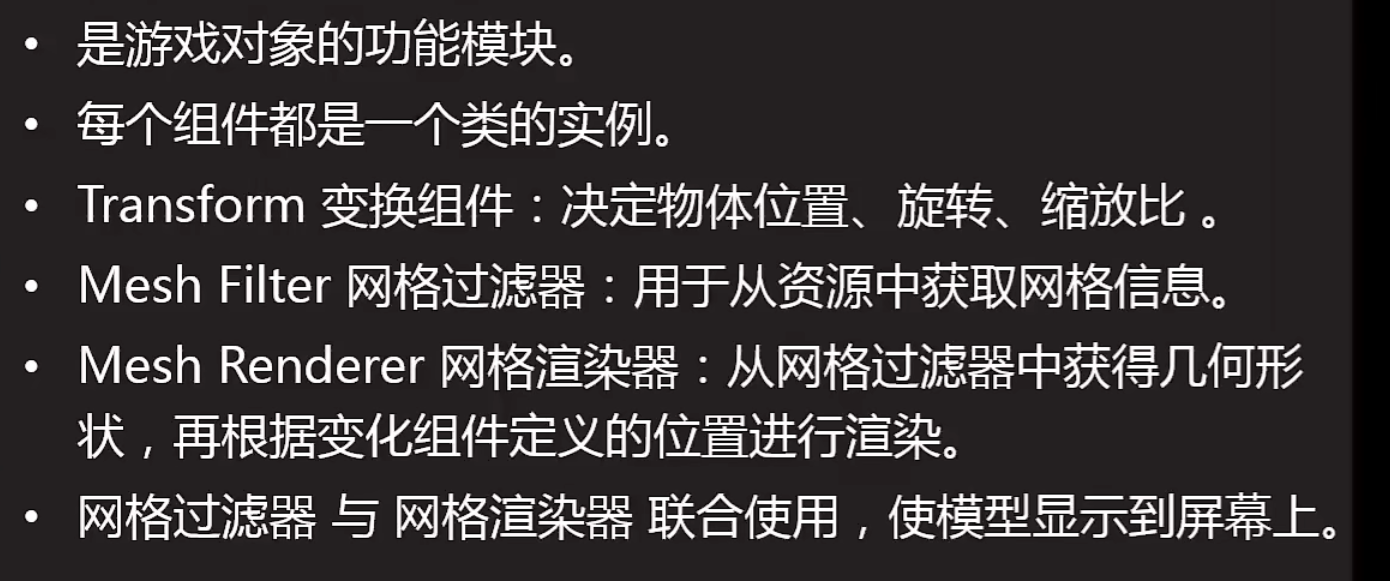 • 是游戏对象的功能模块。
• 每个组件都是一个类的实例。
• Transform 变换组件：决定物体位置、旋转、缩放比 。
• Mesh Filter 网格过滤器：用于从资源中获取网格信息。
• Mesh Renderer 网格渲染器：从网格过滤器中获得几何形
状，再根据变化组件定义的位置进行渲染。
• 网格过滤器 与 网格渲染器 联合使用，使模型显示到屏幕上。